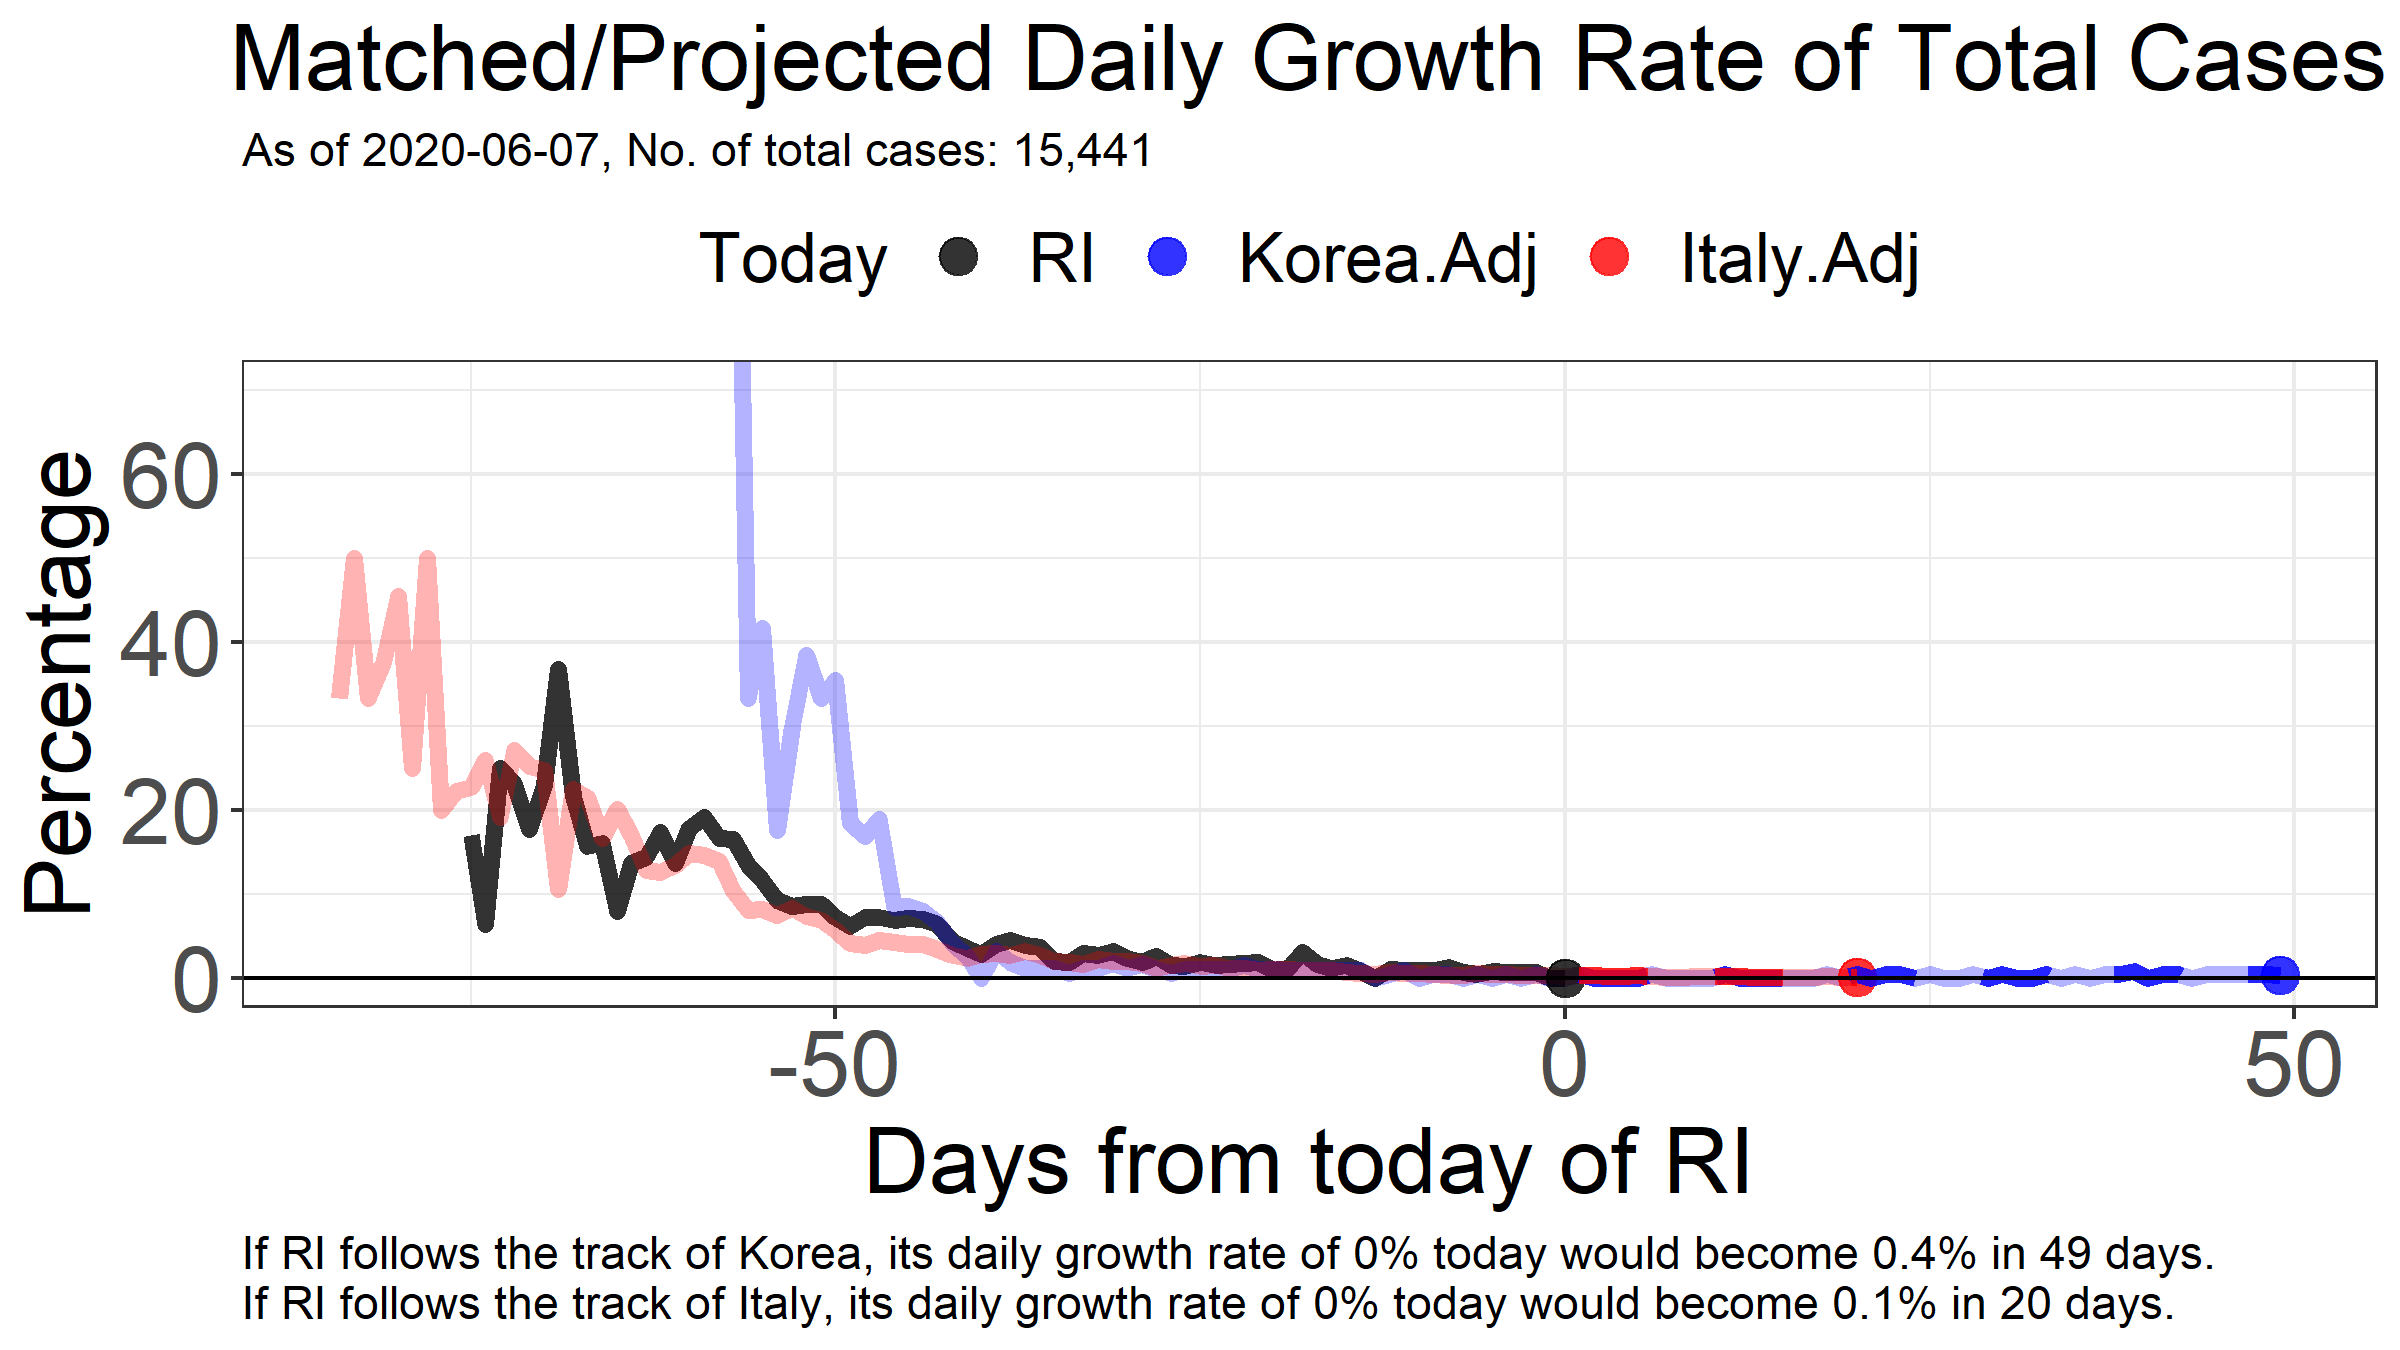 Matched/Projected Daily Growth Rate of Total Cases
As of 2020-06-07, No. of total cases: 15,441
Today RI Korea.Adj Italy.Adj
Percentage
60
40
20
0
-50 0 50
Days from today of RI
If RI follows the track of Korea, its daily growth rate of 0% today would become 0.4% in 49 days.
If RI follows the track of Italy, its daily growth rate of 0% today would become 0.1% in 20 days.